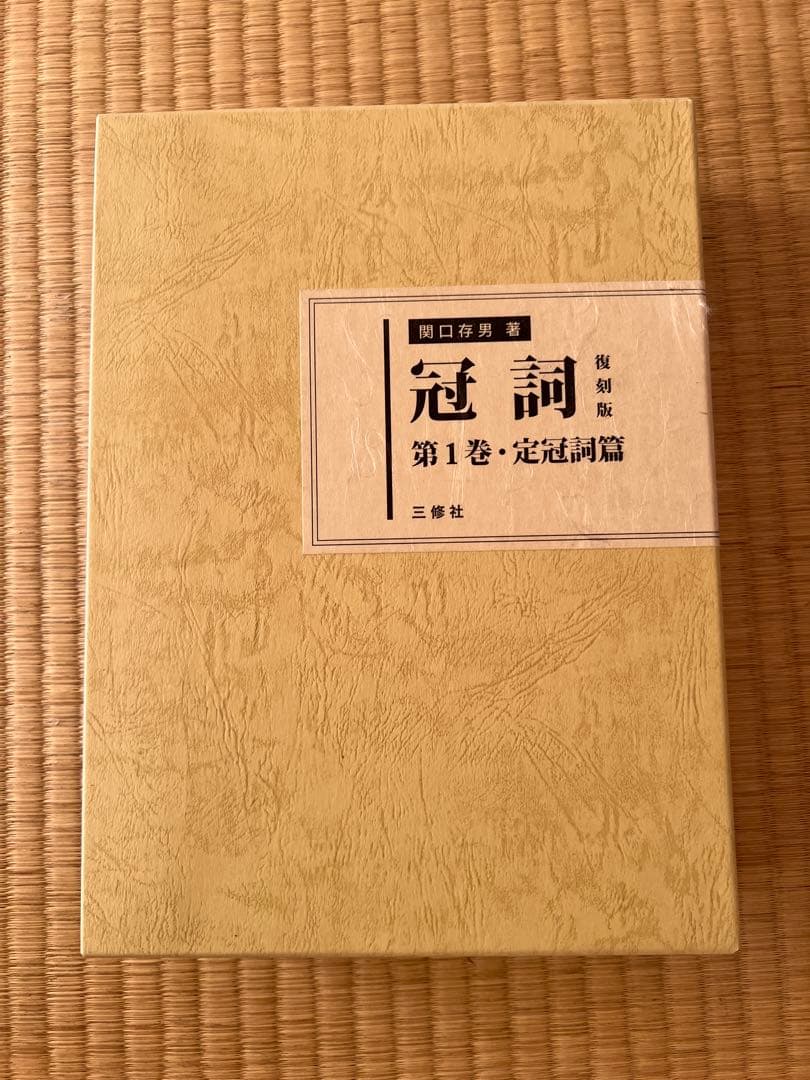 関口存男 著
冠詞
復刻版
第1巻・定冠詞篇
三修社